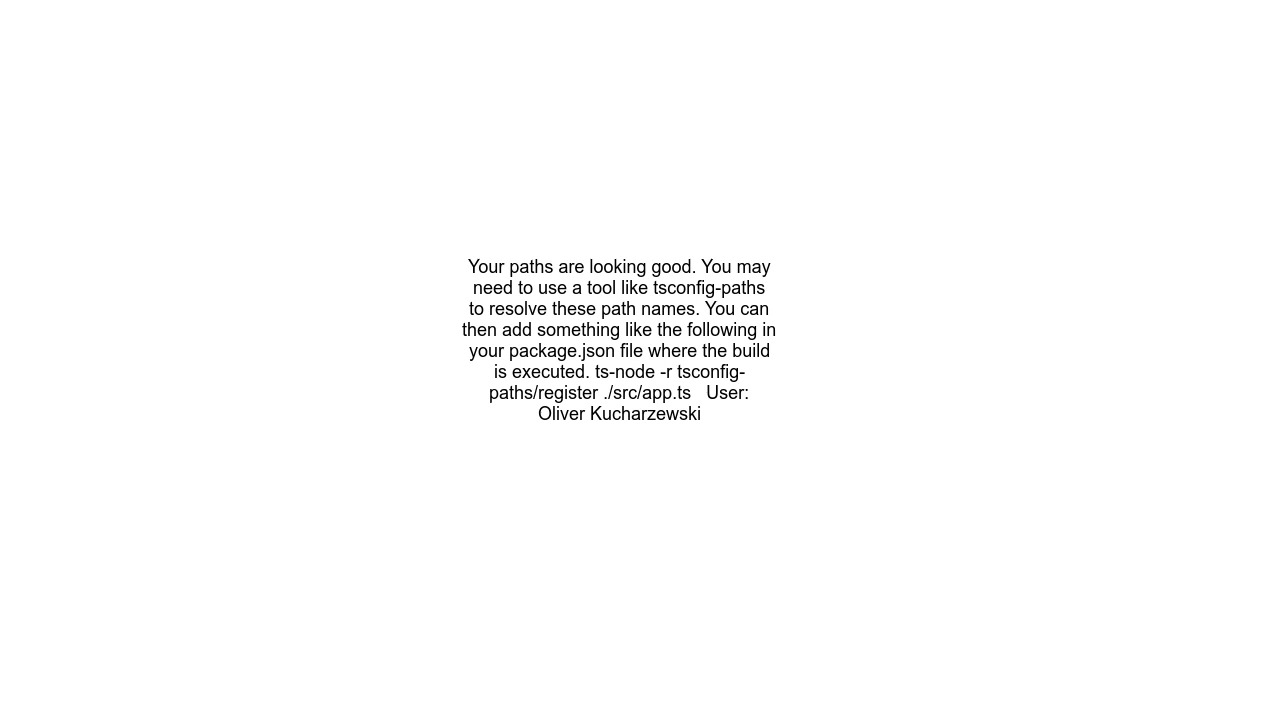 Your paths are looking good. You may
need to use a tool like tsconfig-paths
to resolve these path names. You can
then add something like the following in
your package.json file where the build
is executed. ts-node -r tsconfig-
paths/register ./src/app.ts   User:
Oliver Kucharzewski